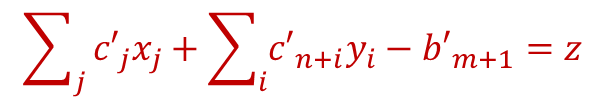 ∑_j c'_j x_j + ∑_i c'_{n+i} y_i − b'_{m+1} = z